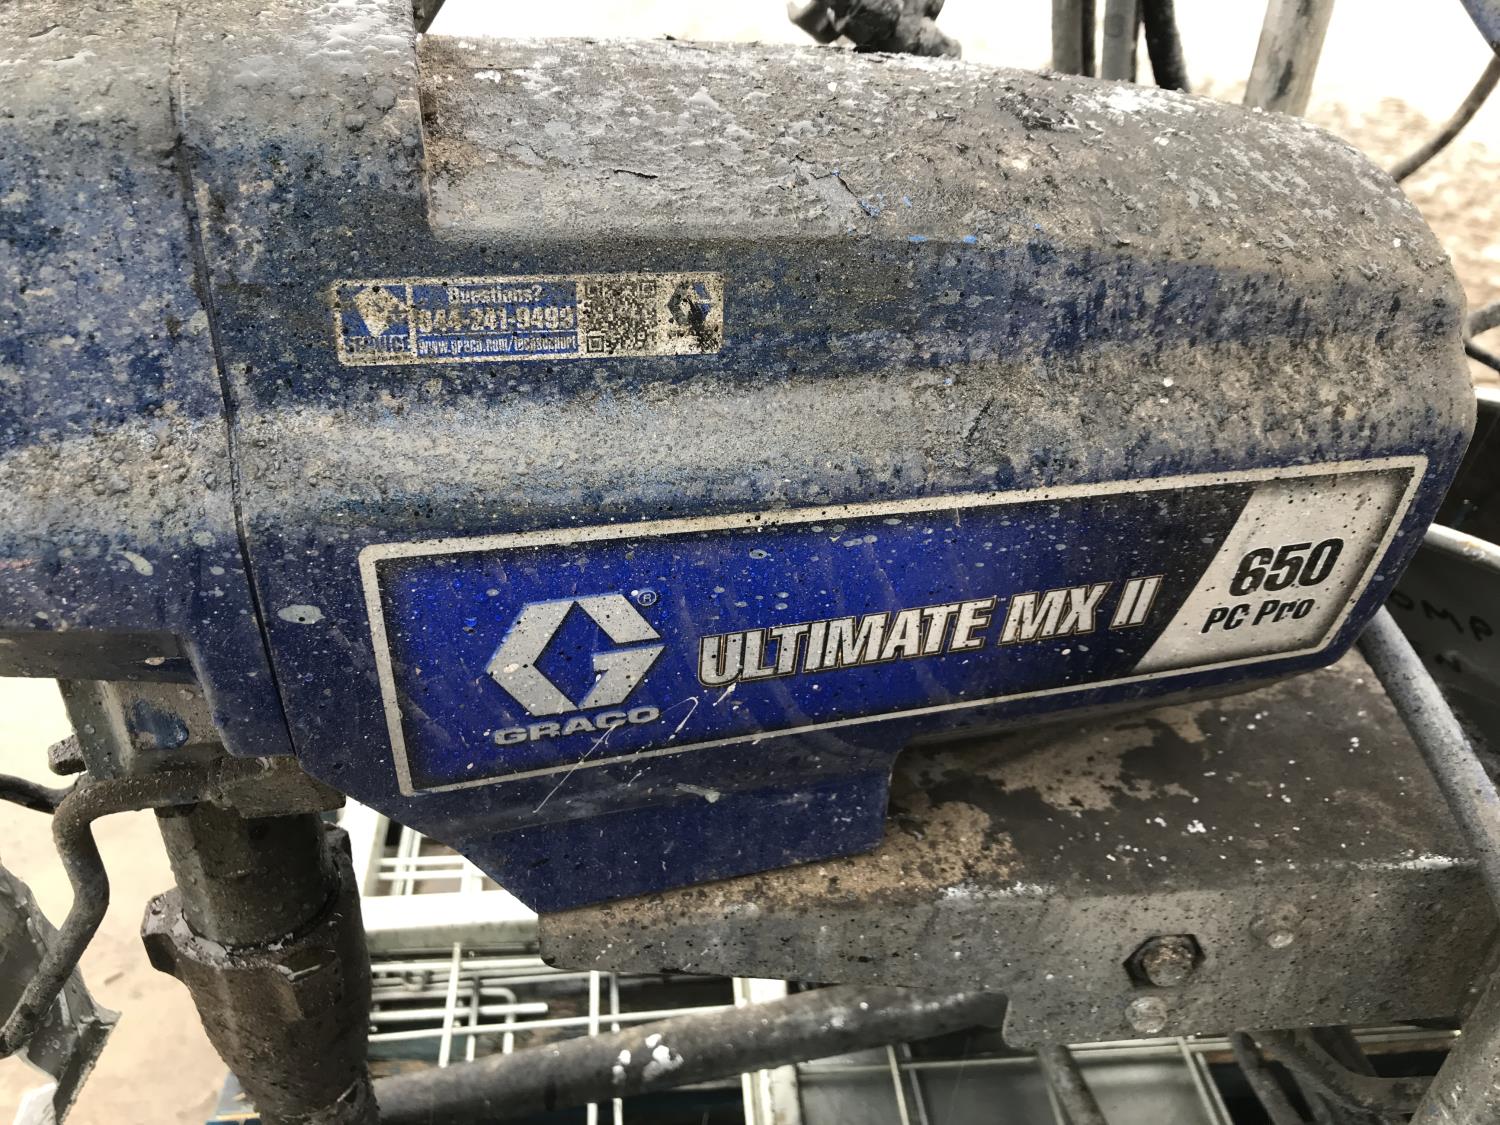 Questions?
844-241-9499
SERVICE
www.graco.com/techsupport
650
PC Pro
ULTIMATE MX II
®
GRACO